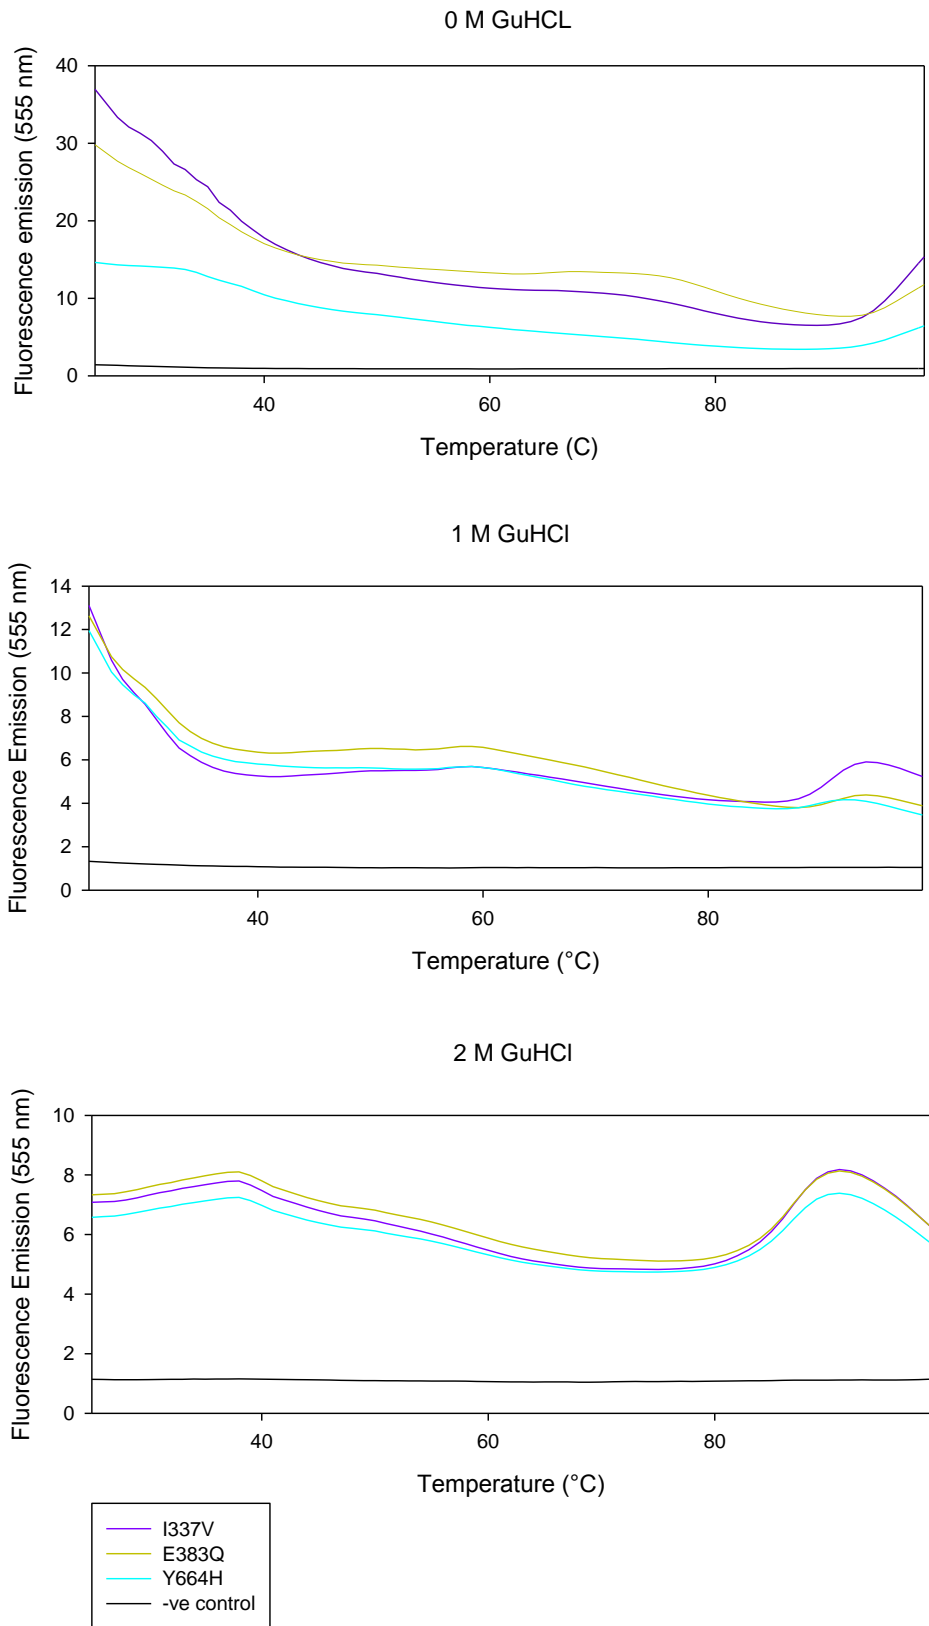 0 M GuHCL
Fluorescence emission (555 nm)
40
30
20
10
0
40 60 80
Temperature (C)
1 M GuHCl
Fluorescence Emission (555 nm)
14
12
10
8
6
4
2
0
40 60 80
Temperature (°C)
2 M GuHCl
Fluorescence Emission (555 nm)
10
8
6
4
2
0
40 60 80
Temperature (°C)
I337V
E383Q
Y664H
-ve control